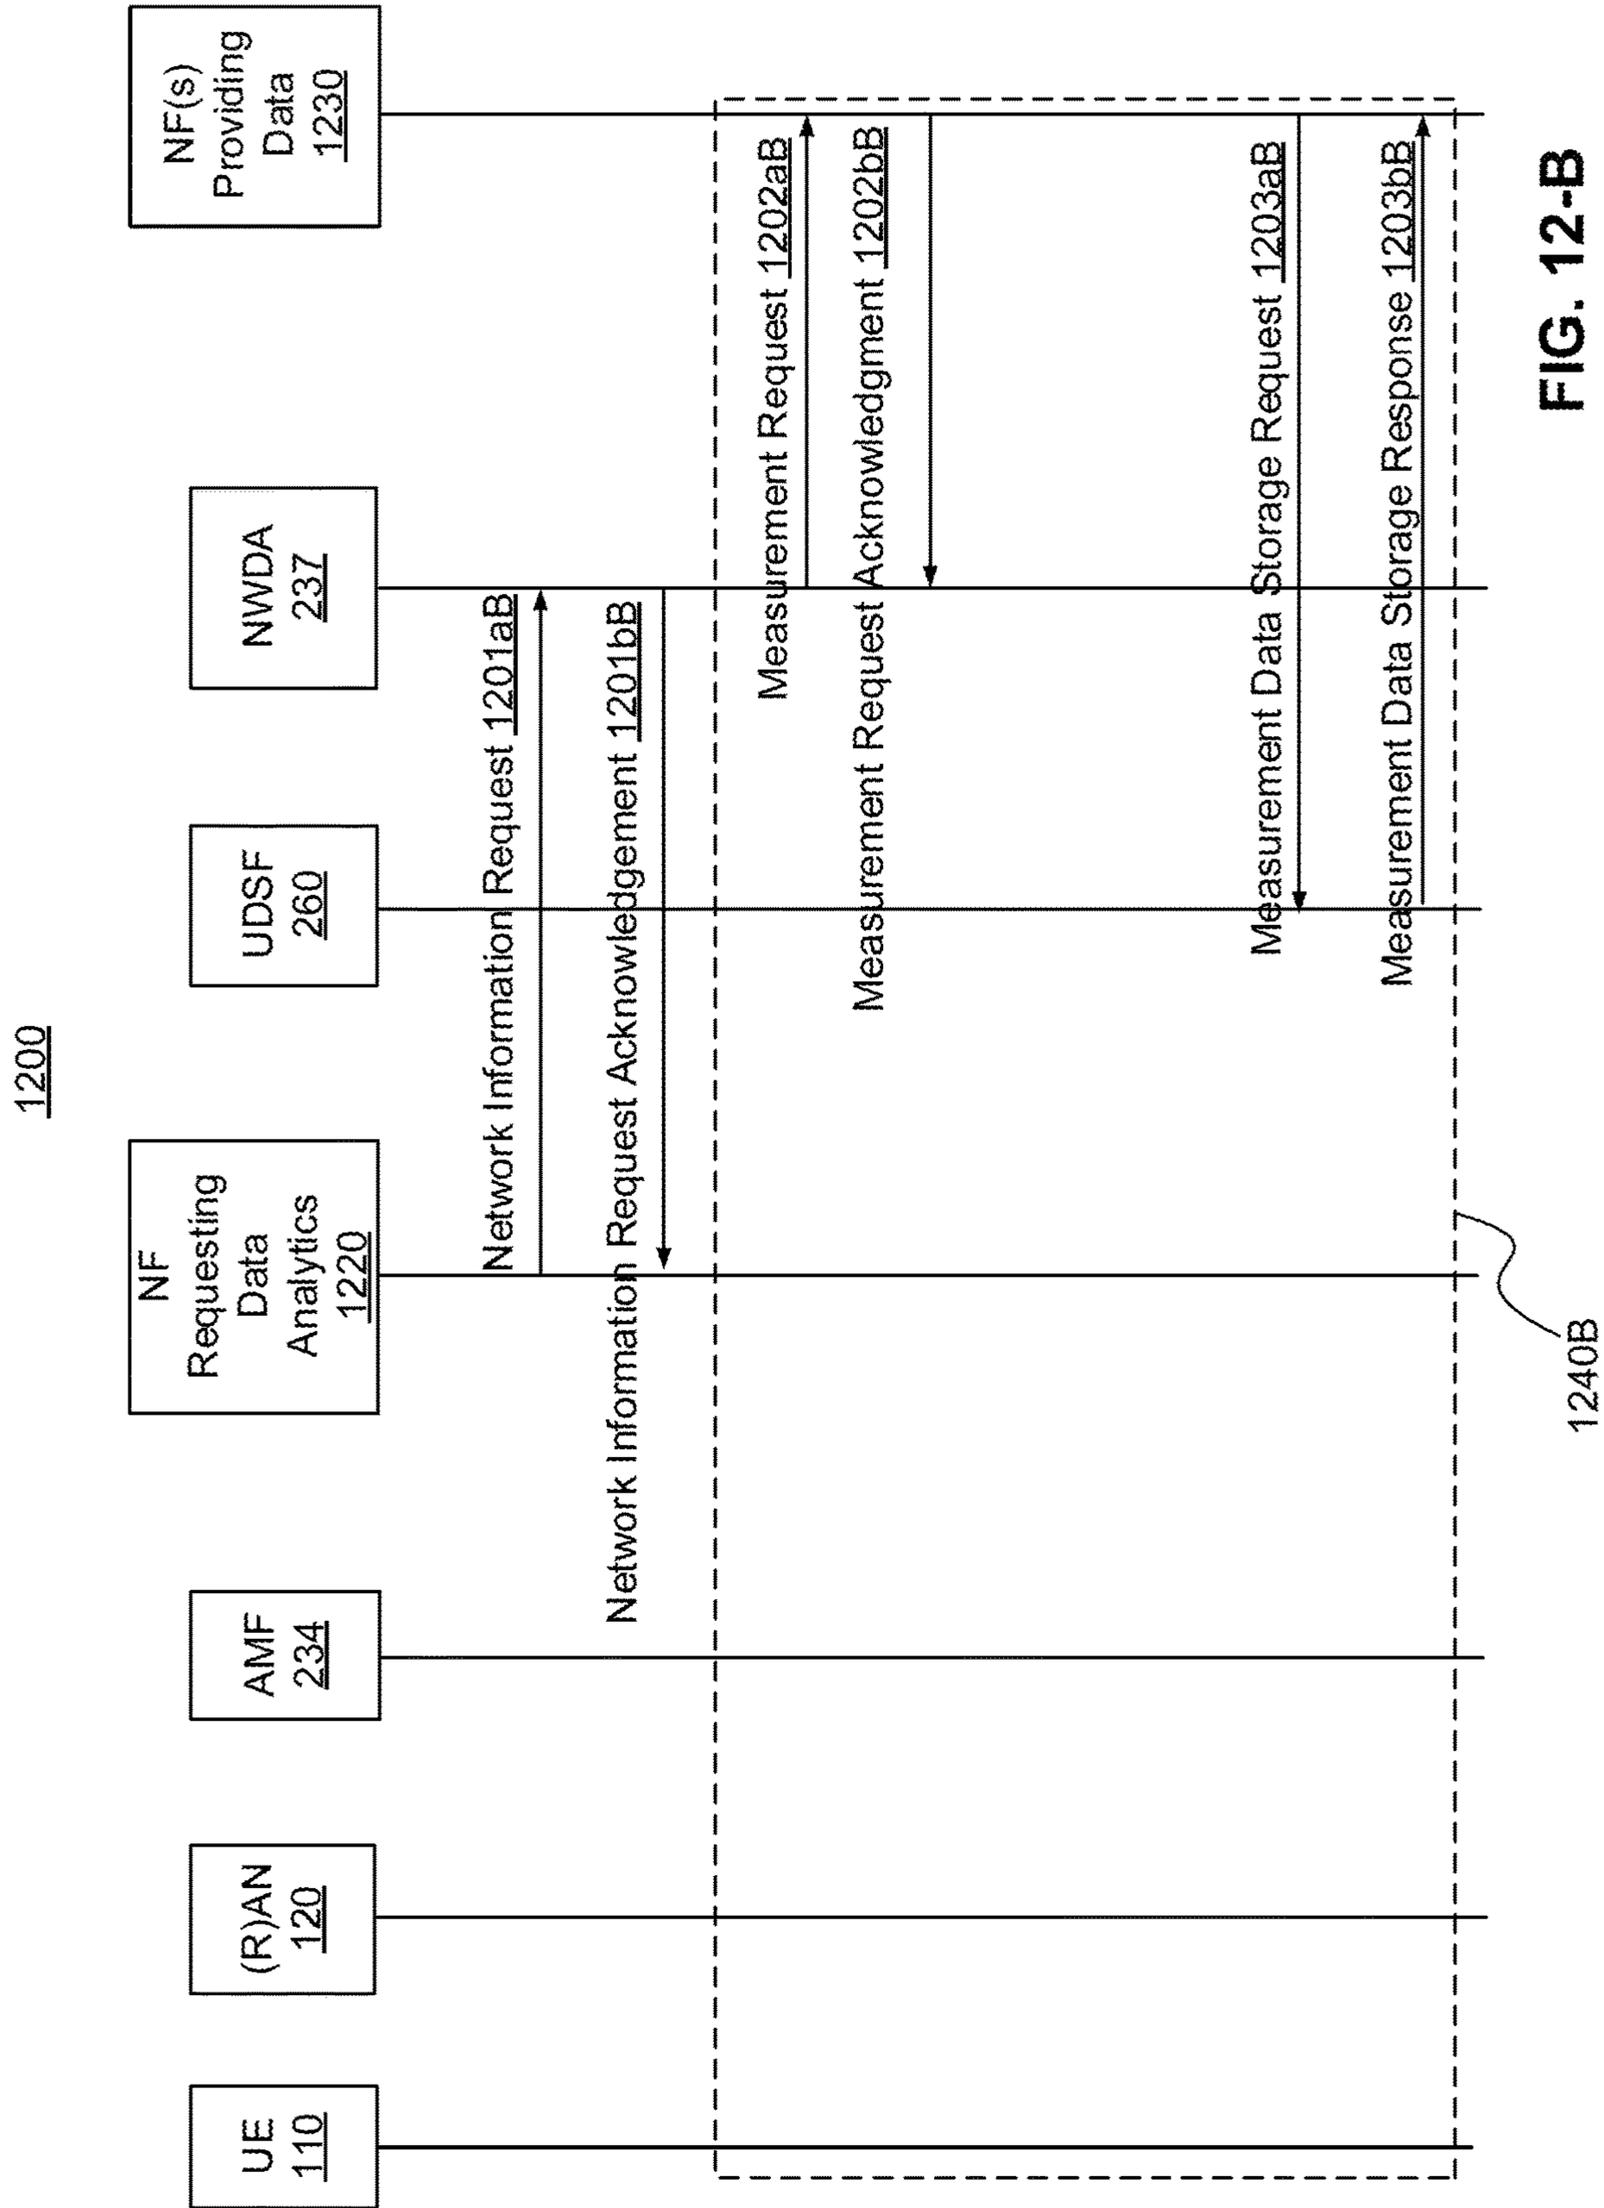 1200
UE
110
(R)AN
120
AMF
234
NF
Requesting
Data
Analytics
1220
UDSF
260
NWDA
237
NF(s)
Providing
Data
1230
Network Information Request 1201aB
Network Information Request Acknowledgement 1201bB
Measurement Request 1202aB
Measurement Request Acknowledgment 1202bB
Measurement Data Storage Request 1203aB
Measurement Data Storage Response 1203bB
1240B
FIG. 12-B